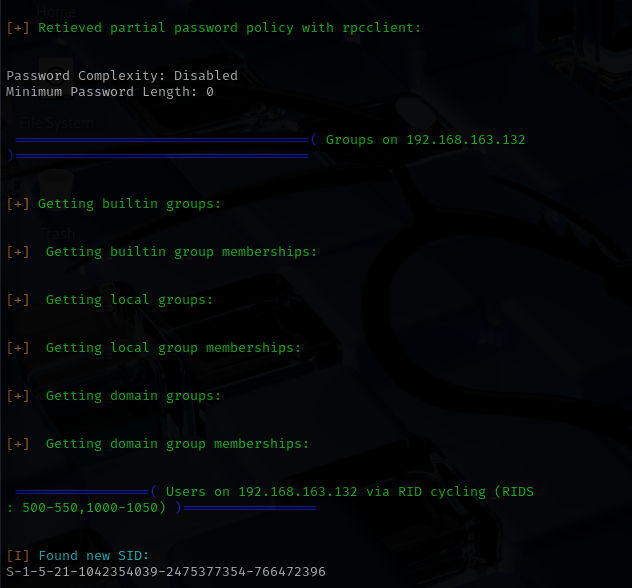 Home
[+] Retieved partial password policy with rpcclient:
Password Complexity: Disabled
Minimum Password Length: 0
File System
====================================( Groups on 192.168.163.132
)====================================
[+] Getting builtin groups:
Trash
[+]  Getting builtin group memberships:
[+]  Getting local groups:
[+]  Getting local group memberships:
[+]  Getting domain groups:
[+]  Getting domain group memberships:
=================( Users on 192.168.163.132 via RID cycling (RIDS
: 500-550,1000-1050) )=================
[I] Found new SID:
S-1-5-21-1042354039-2475377354-766472396